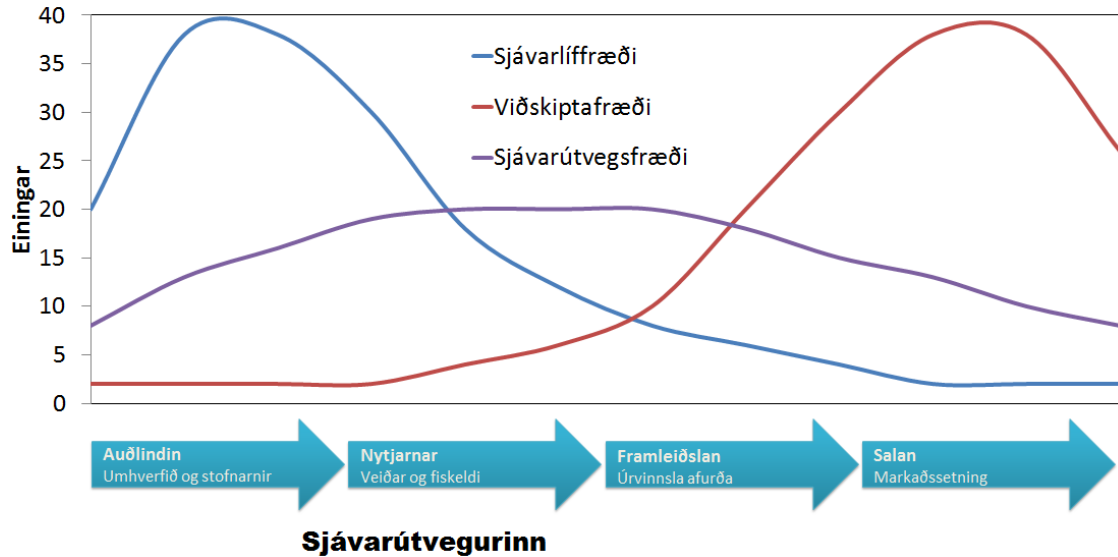 40
35
30
25
20
15
10
5
0
Einingar
Sjávarlíffræði
Viðskiptafræði
Sjávarútvegsfræði
Auðlindin
Umhverfið og stofnarnir
Nytjarnar
Veiðar og fiskeldi
Framleiðslan
Úrvinnsla afurða
Salan
Markaðssetning
Sjávarútvegurinn